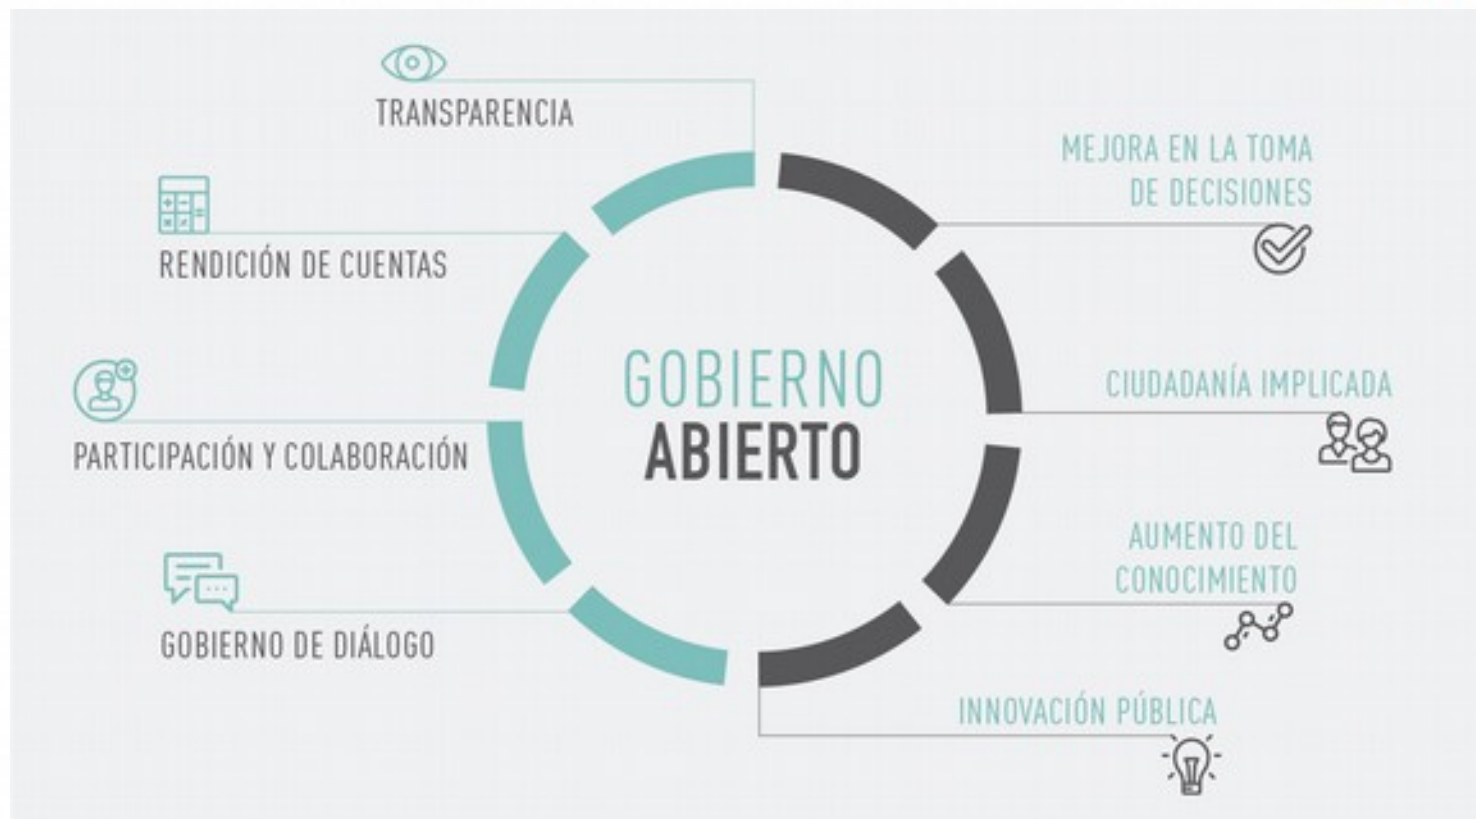 TRANSPARENCIA
RENDICIÓN DE CUENTAS
PARTICIPACIÓN Y COLABORACIÓN
GOBIERNO DE DIÁLOGO
GOBIERNO
ABIERTO
MEJORA EN LA TOMA
DE DECISIONES
CIUDADANÍA IMPLICADA
AUMENTO DEL
CONOCIMIENTO
INNOVACIÓN PÚBLICA